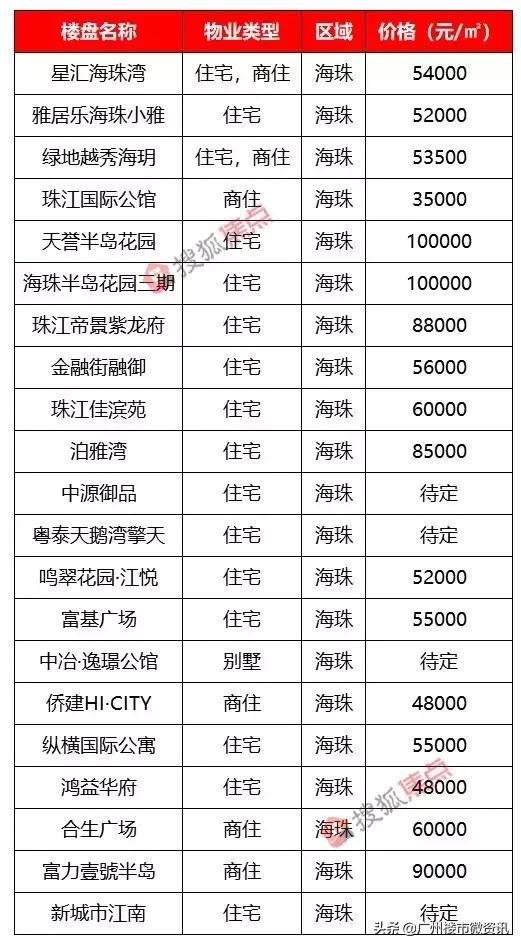 楼盘名称 物业类型 区域 价格（元/㎡）
星汇海珠湾 住宅，商住 海珠 54000
雅居乐海珠小雅 住宅 海珠 52000
绿地越秀海玥 住宅，商住 海珠 53500
珠江国际公馆 商住 海珠 35000
天誉半岛花园 住宅 海珠 100000
海珠半岛花园三期 住宅 海珠 100000
珠江帝景紫龙府 住宅 海珠 88000
金融街融御 住宅 海珠 56000
珠江佳滨苑 住宅 海珠 60000
泊雅湾 住宅 海珠 85000
中源御品 住宅 海珠 待定
粤泰天鹅湾擎天 住宅 海珠 待定
鸣翠花园·江悦 住宅 海珠 52000
富基广场 住宅 海珠 55000
中冶·逸璟公馆 别墅 海珠 待定
侨建HI·CITY 商住 海珠 48000
纵横国际公寓 住宅 海珠 55000
鸿益华府 住宅 海珠 48000
合生广场 商住 海珠 60000
富力壹號半岛 商住 海珠 90000
新城市江南 住宅 海珠 待定
搜狐焦点
搜狐焦点
头条@广州楼市微资讯